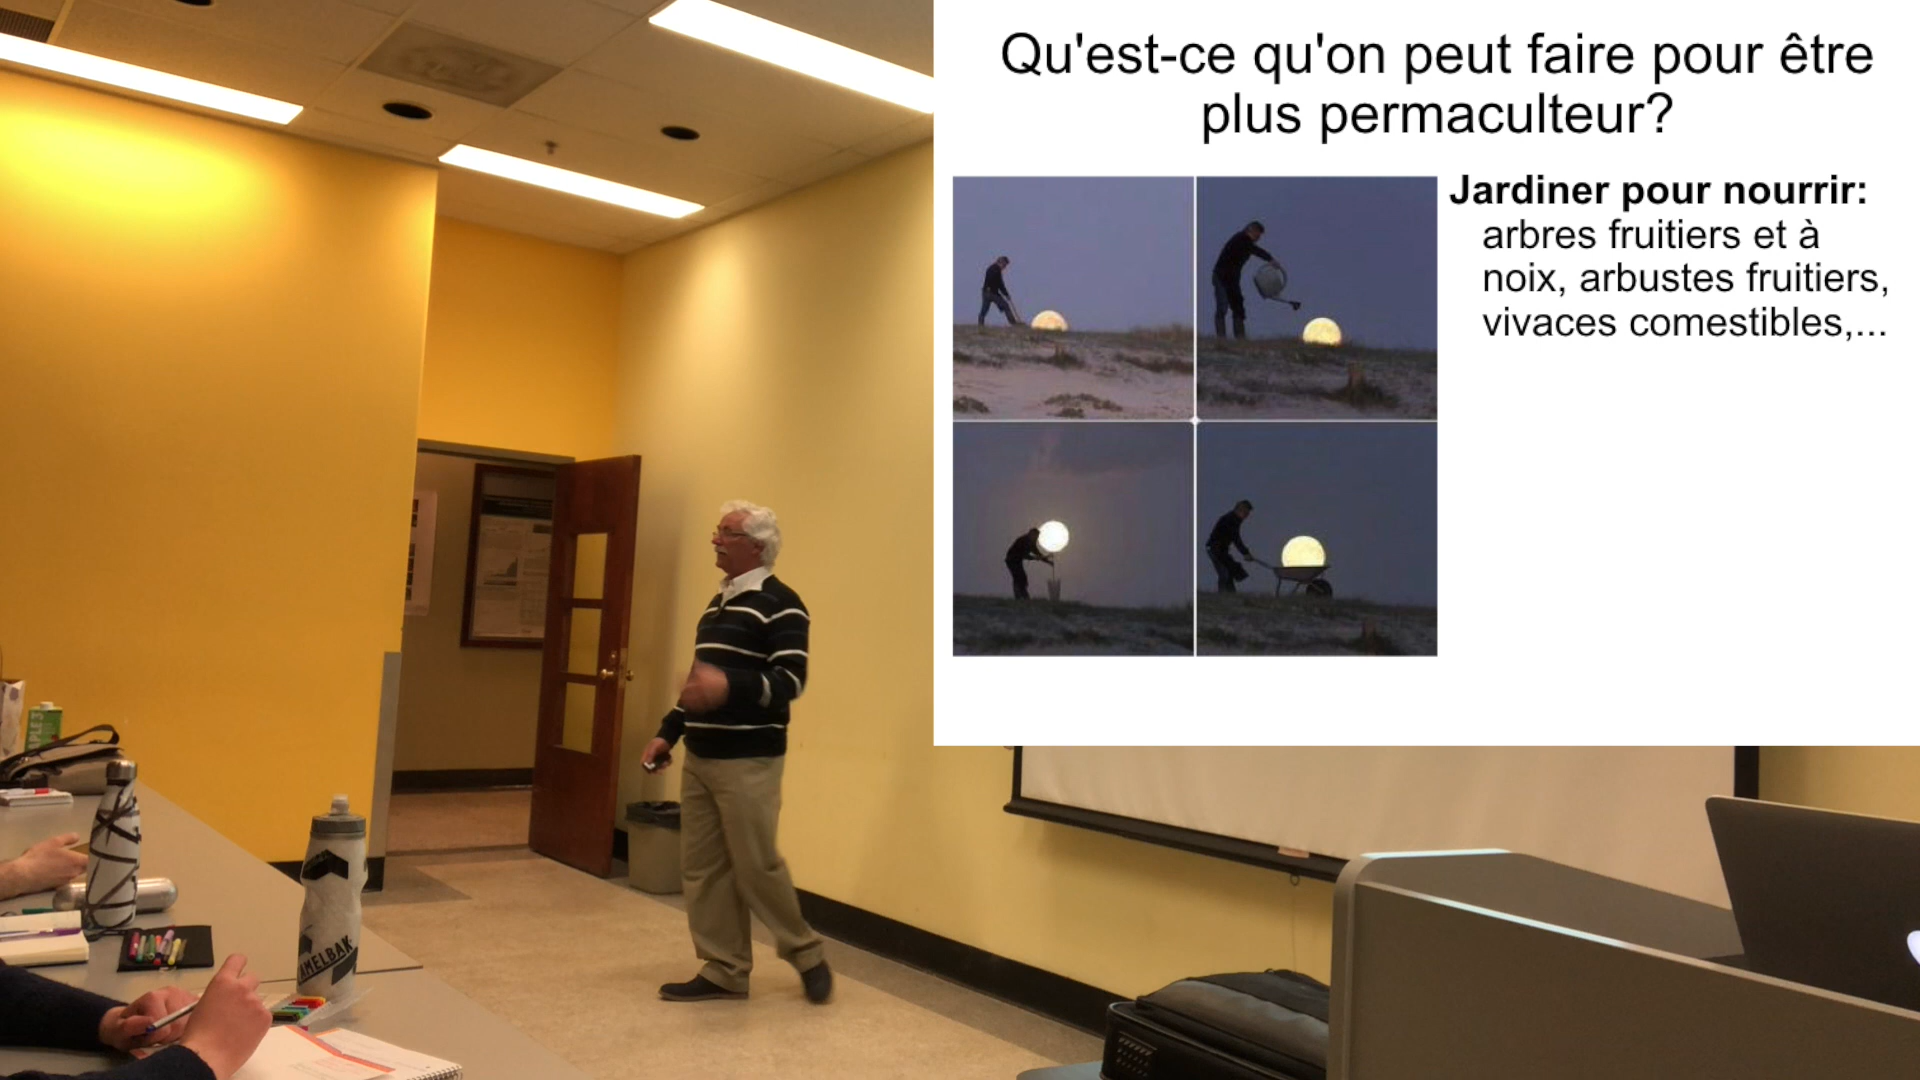 Qu'est-ce qu'on peut faire pour être
plus permaculteur?
Jardiner pour nourrir:
arbres fruitiers et à
noix, arbustes fruitiers,
vivaces comestibles,...
AMELBAK